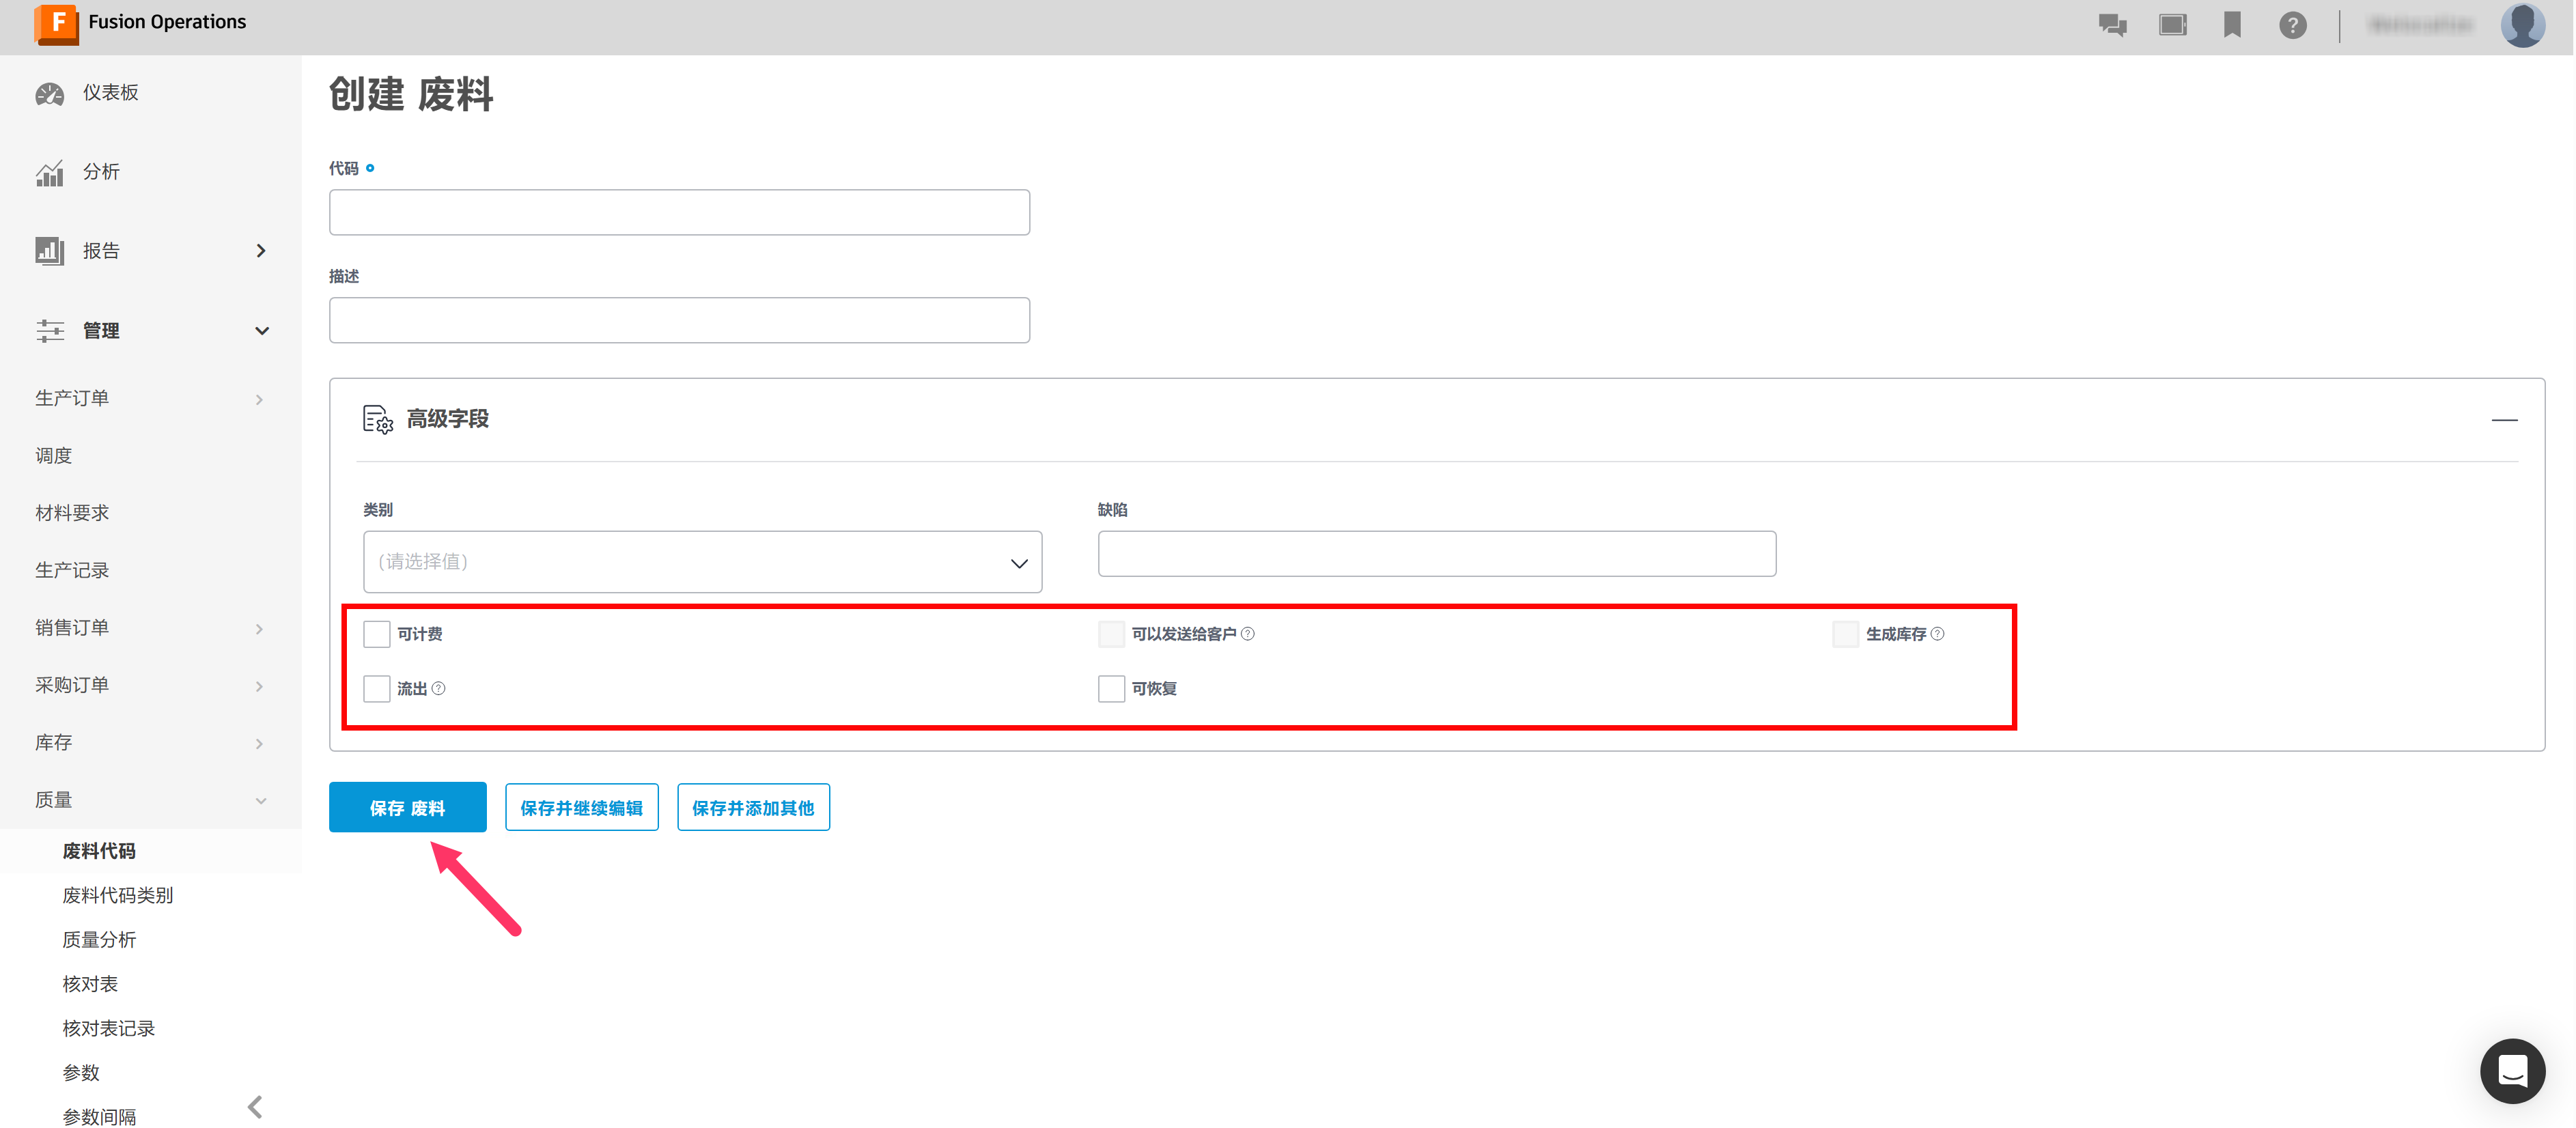 F Fusion Operations
仪表板
分析
报告
管理
生产订单
调度
材料要求
生产记录
销售订单
采购订单
库存
质量
废料代码
废料代码类别
质量分析
核对表
核对表记录
参数
参数间隔
创建 废料
代码
描述
高级字段
类别
缺陷
(请选择值)
可计费 可以发送给客户 ? 生成库存 ?
流出 ? 可恢复
保存 废料 保存并继续编辑 保存并添加其他